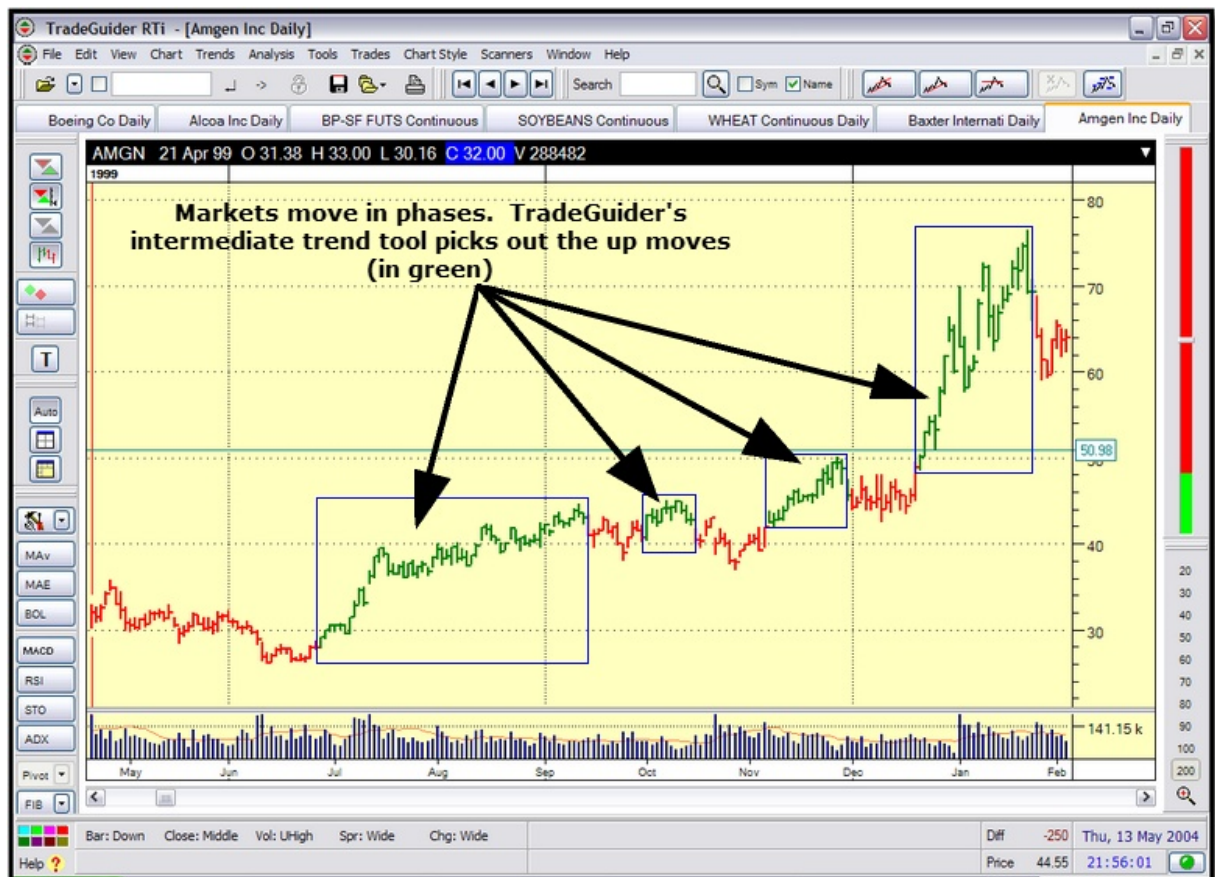 TradeGuider RTi - [Amgen Inc Daily]
File Edit View Chart Trends Analysis Tools Trades Chart Style Scanners Window Help
Search Sym Name
Boeing Co Daily Alcoa Inc Daily BP-SF FUTS Continuous SOYBEANS Continuous WHEAT Continuous Daily Baxter Internati Daily Amgen Inc Daily
AMGN 21 Apr 99 O 31.38 H 33.00 L 30.16 C 32.00 V 288482
1999
Markets move in phases. TradeGuider's
intermediate trend tool picks out the up moves
(in green)
80
70
60
50.98
40
30
141.15 k
May Jun Jul Aug Sep Oct Nov Dec Jan Feb
T
Auto
MAv
MAE
BOL
MACD
RSI
STO
ADX
Pivot
FIB
20
30
40
50
60
70
80
90
100
200
Bar: Down Close: Middle Vol: UHigh Spr: Wide Chg: Wide Diff -250 Thu, 13 May 2004
Help ? Price 44.55 21:56:01